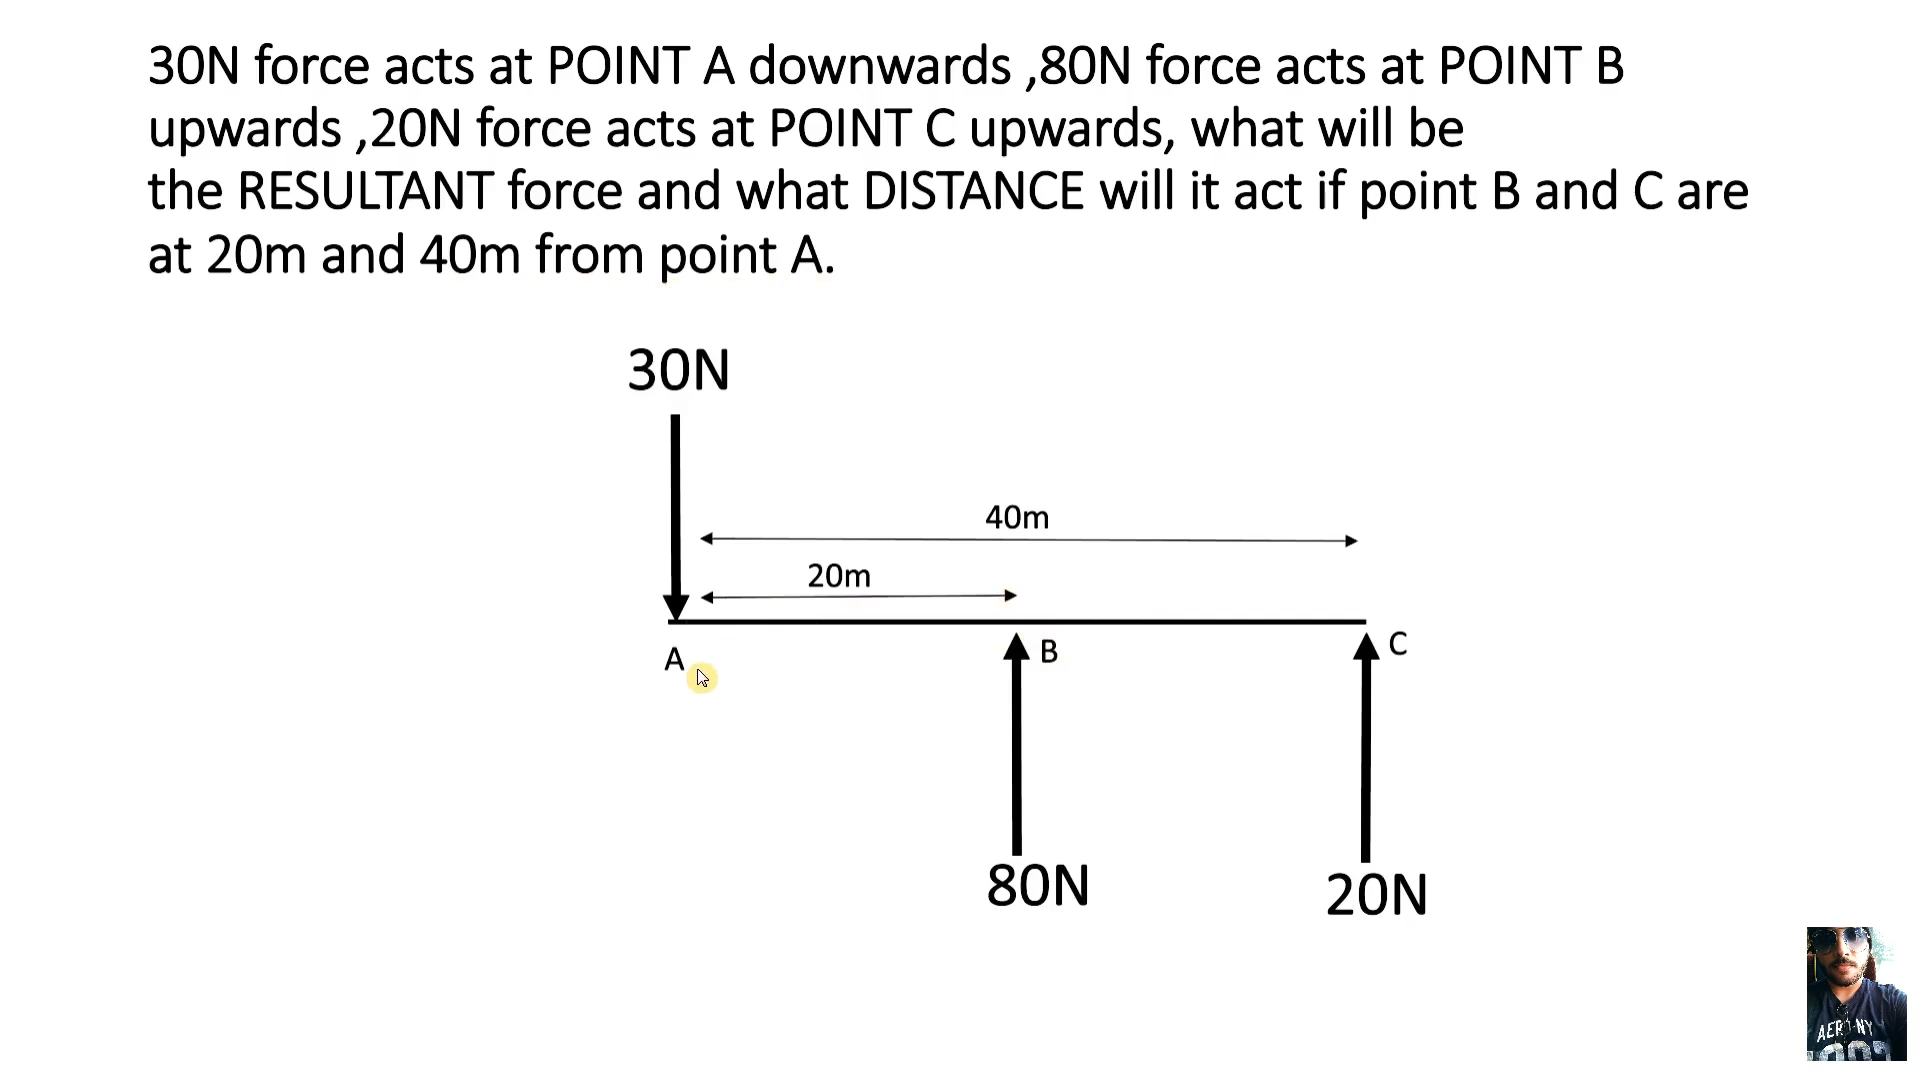 30N force acts at POINT A downwards ,80N force acts at POINT B
upwards ,20N force acts at POINT C upwards, what will be
the RESULTANT force and what DISTANCE will it act if point B and C are
at 20m and 40m from point A.
30N
40m
20m
A
B
C
80N
20N